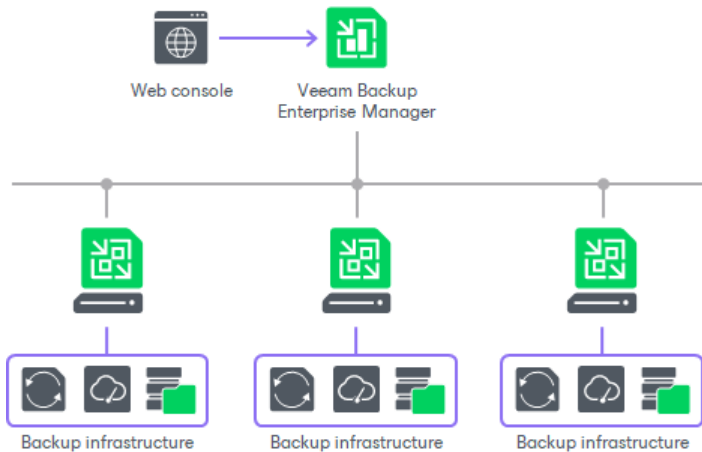 Web console
Veeam Backup
Enterprise Manager
Backup infrastructure
Backup infrastructure
Backup infrastructure